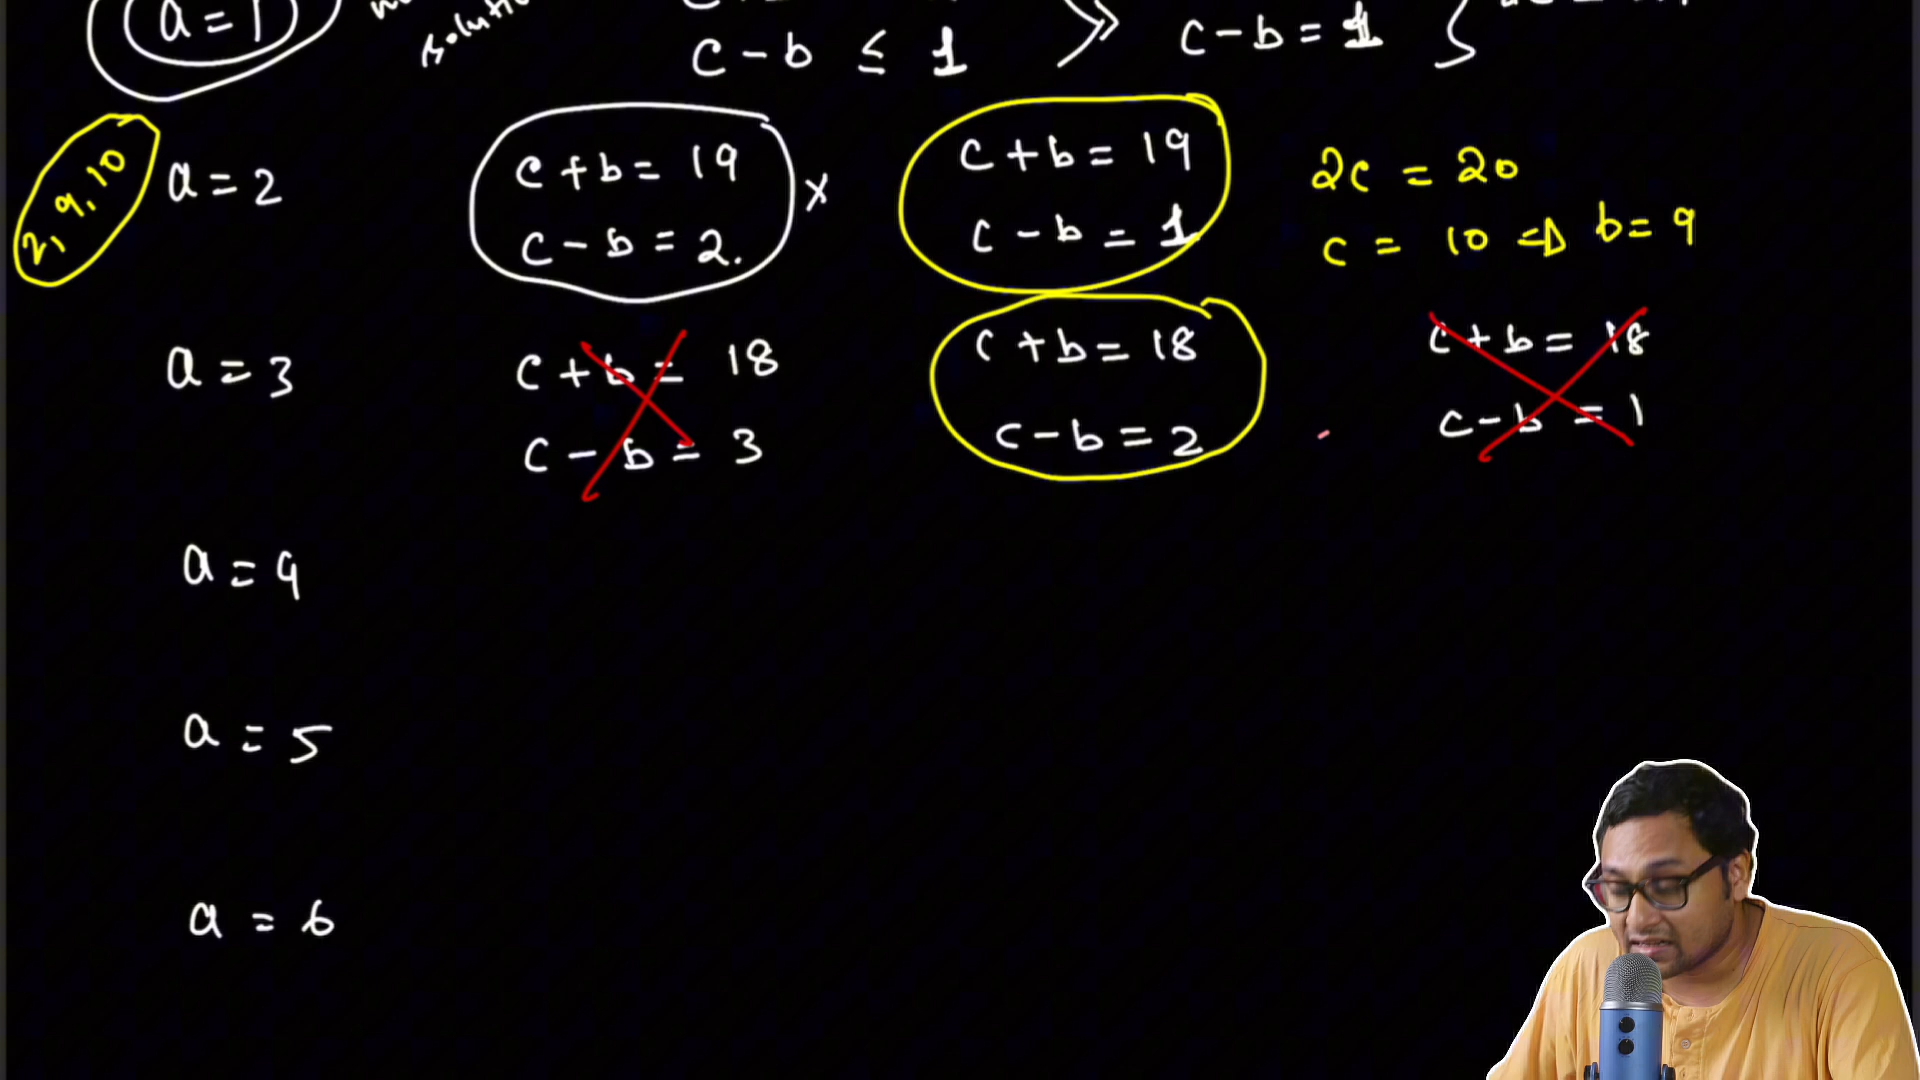 a = 1
c - b ≤ 1
c - b = 1
2, 9, 10
a = 2
c + b = 19
c - b = 2.
x
c + b = 19
c - b = 1
2c = 20
c = 10 ⇒ b = 9
a = 3
c + b = 18
c - b = 3
c + b = 18
c - b = 2
c + b = 18
c - b = 1
a = 4
a = 5
a = 6